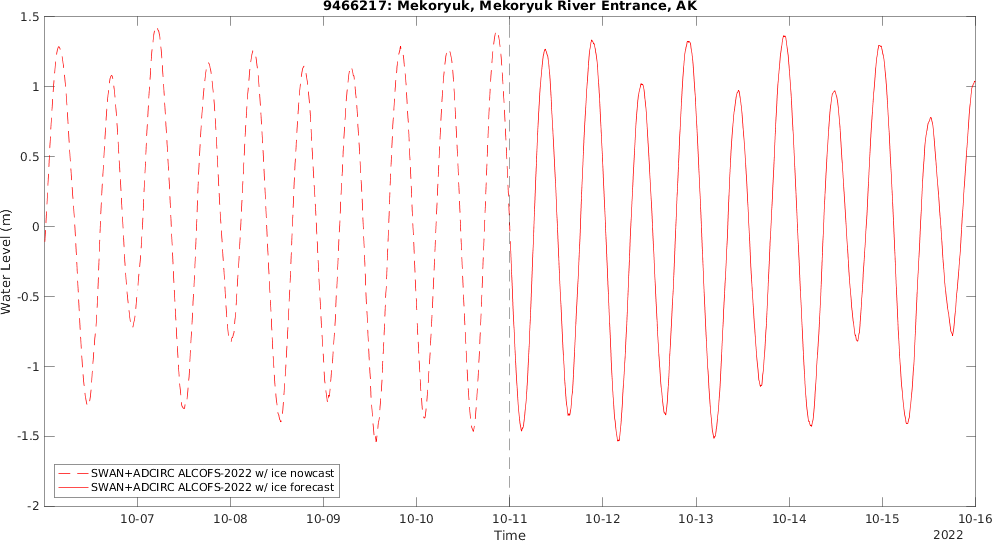 9466217: Mekoryuk, Mekoryuk River Entrance, AK
Water Level (m)
1.5
1
0.5
0
-0.5
-1
-1.5
-2
SWAN+ADCIRC ALCOFS-2022 w/ ice nowcast
SWAN+ADCIRC ALCOFS-2022 w/ ice forecast
10-07 10-08 10-09 10-10 10-11 10-12 10-13 10-14 10-15 10-16
Time
2022